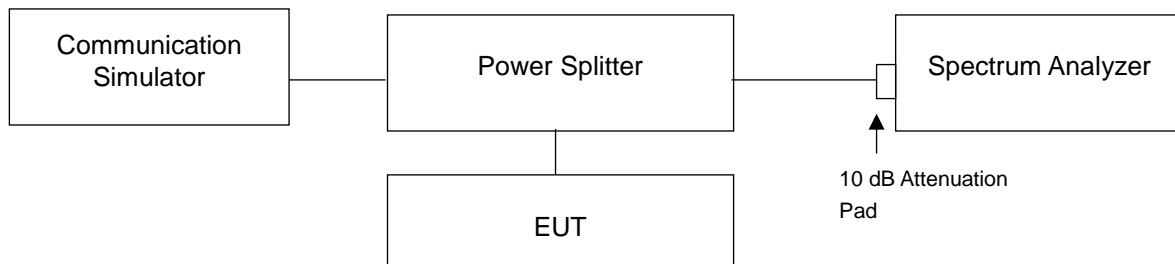 Communication
Simulator
Power Splitter
Spectrum Analyzer
10 dB Attenuation
Pad
EUT